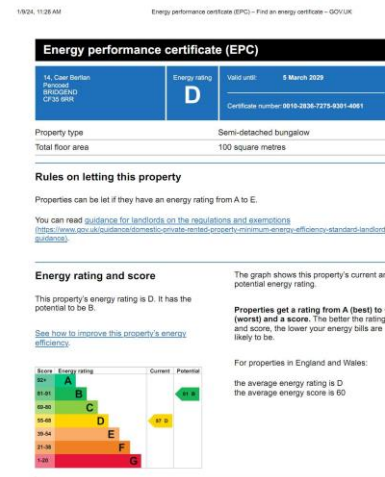 1/9/24, 11:26 AM
Energy performance certificate (EPC) – Find an energy certificate – GOV.UK
Energy performance certificate (EPC)
14, Caer Berllan
Pencoed
BRIDGEND
CF35 6RR
Energy rating
D
Valid until: 5 March 2029
Certificate number: 0010-2836-7275-9301-4061
Property type Semi-detached bungalow
Total floor area 100 square metres
Rules on letting this property
Properties can be let if they have an energy rating from A to E.
You can read guidance for landlords on the regulations and exemptions
(https://www.gov.uk/guidance/domestic-private-rented-property-minimum-energy-efficiency-standard-landlord
guidance).
Energy rating and score
This property's energy rating is D. It has the
potential to be B.
See how to improve this property's energy
efficiency.
Score Energy rating Current Potential
92+ A
81-91 B
69-80 C
55-68 D
39-54 E
21-38 F
1-20 G
67 D
The graph shows this property's current
potential energy rating.
Properties get a rating from A (best) to
(worst) and a score. The better the rating
and score, the lower your energy bills are
likely to be.
For properties in England and Wales:
the average energy rating is D
the average energy score is 60